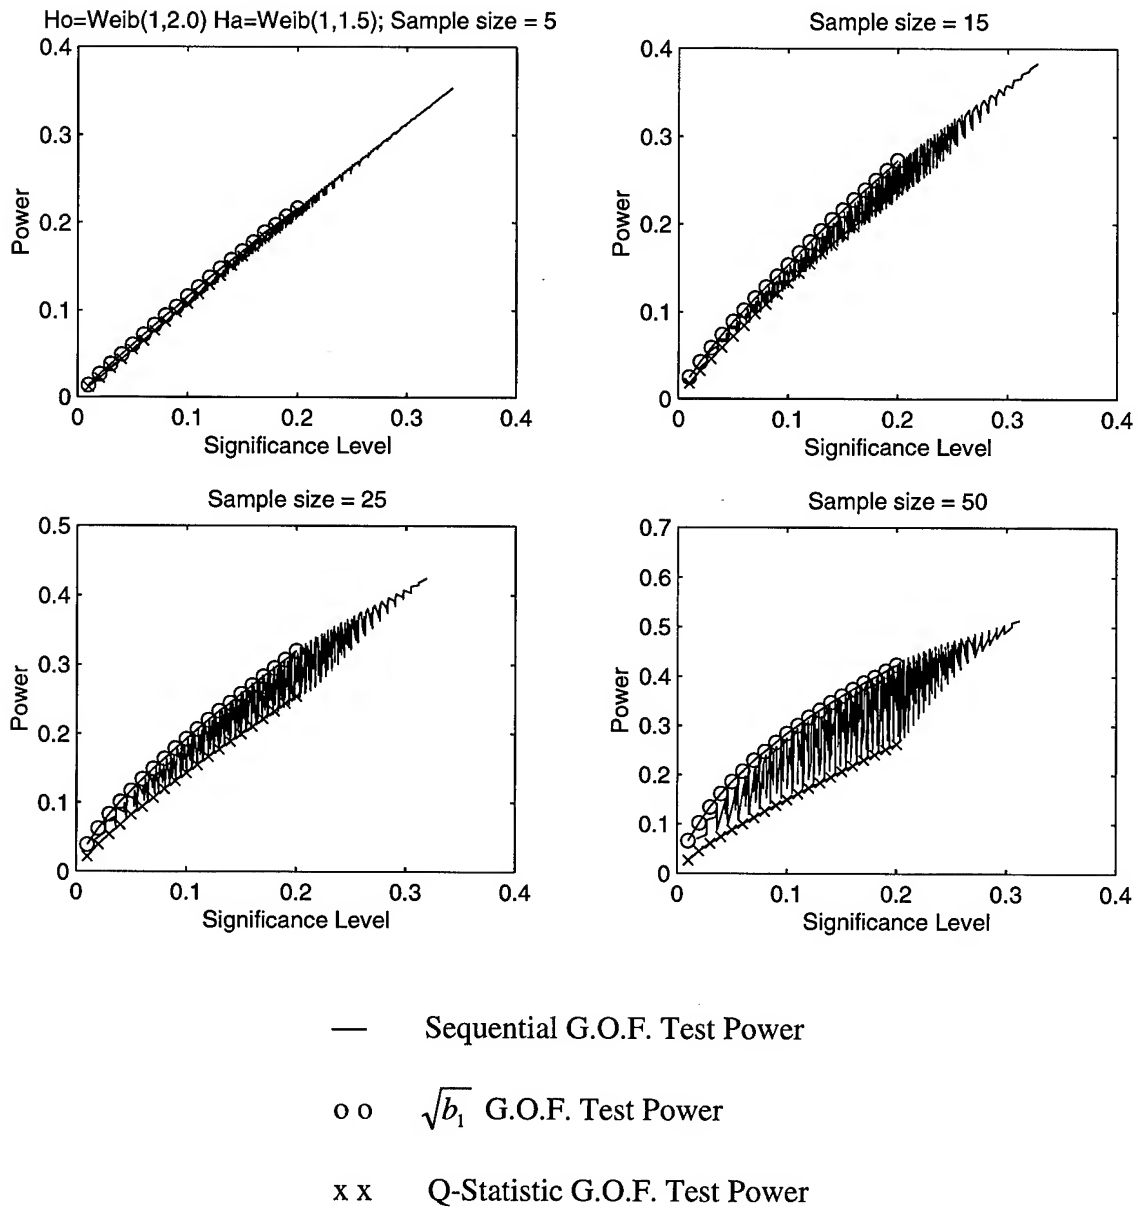 Ho=Weib(1,2.0) Ha=Weib(1,1.5); Sample size = 5
0.4
0.3
0.2
0.1
0
Power
0 0.1 0.2 0.3 0.4
Significance Level
Sample size = 15
0.4
0.3
0.2
0.1
0
Power
0 0.1 0.2 0.3 0.4
Significance Level
Sample size = 25
0.5
0.4
0.3
0.2
0.1
0
Power
0 0.1 0.2 0.3 0.4
Significance Level
Sample size = 50
0.7
0.6
0.5
0.4
0.3
0.2
0.1
0
Power
0 0.1 0.2 0.3 0.4
Significance Level
— Sequential G.O.F. Test Power
o o √b₁ G.O.F. Test Power
x x Q-Statistic G.O.F. Test Power